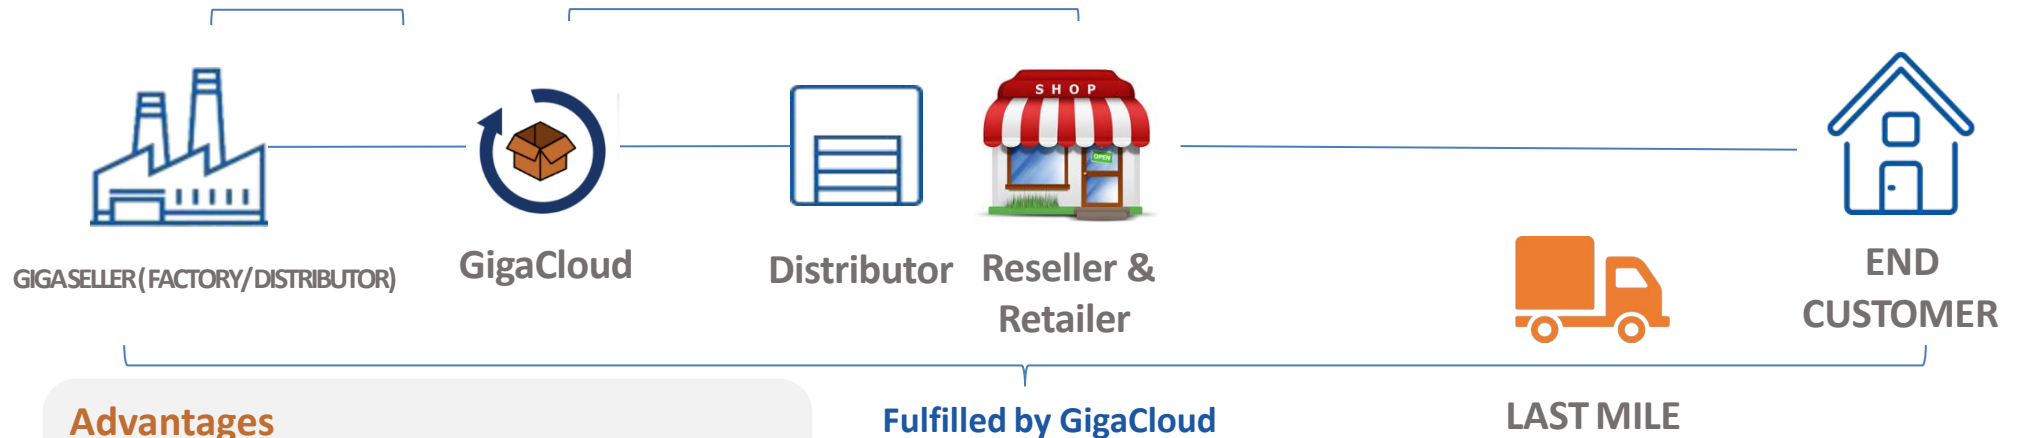 SHOP
OPEN
GIGASELLER (FACTORY/DISTRIBUTOR)
GigaCloud
Distributor
Reseller &
Retailer
END
CUSTOMER
Advantages
Fulfilled by GigaCloud
LAST MILE